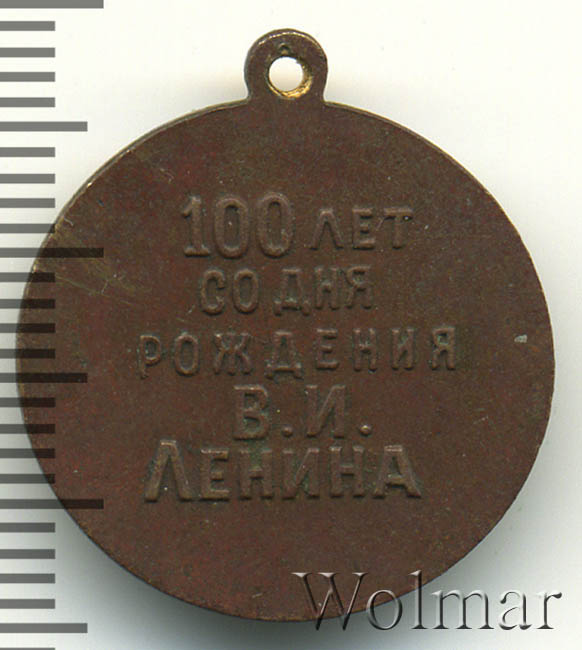 100 ЛЕТ
СО ДНЯ
РОЖДЕНИЯ
В.И.
ЛЕНИНА
Wolmar